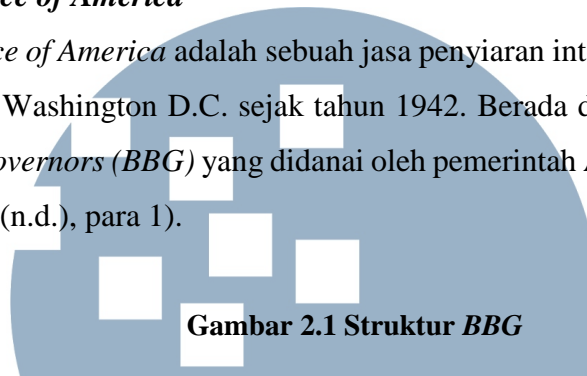 ce of America
ce of America adalah sebuah jasa penyiaran int
Washington D.C. sejak tahun 1942. Berada d
overnors (BBG) yang didanai oleh pemerintah
(n.d.), para 1).
Gambar 2.1 Struktur BBG